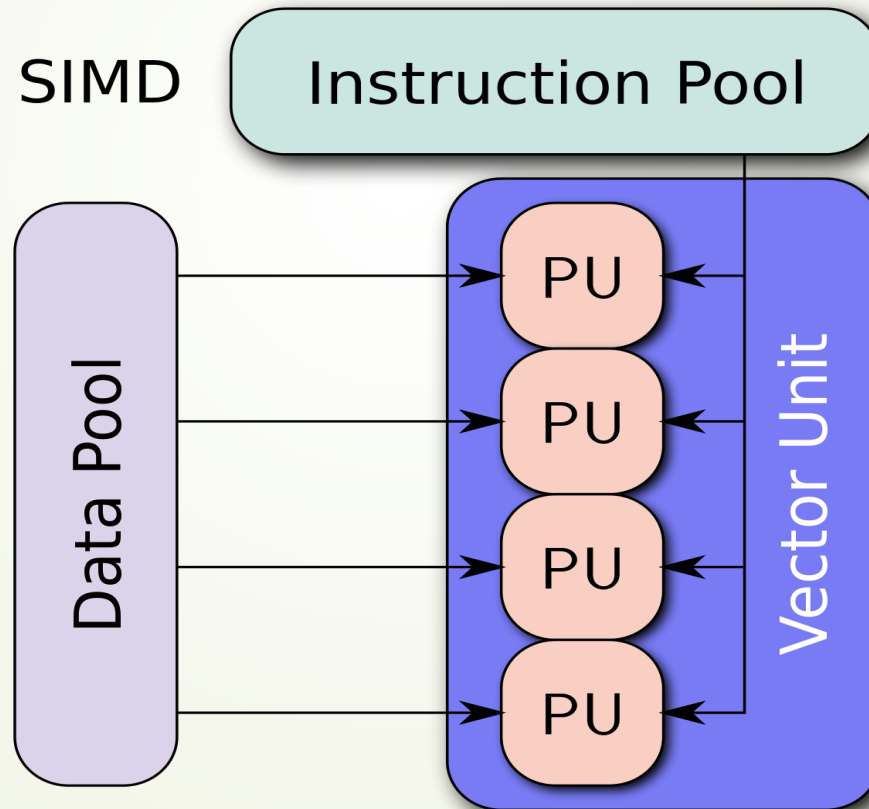 SIMD
Instruction Pool
Data Pool
PU
PU
PU
PU
Vector Unit